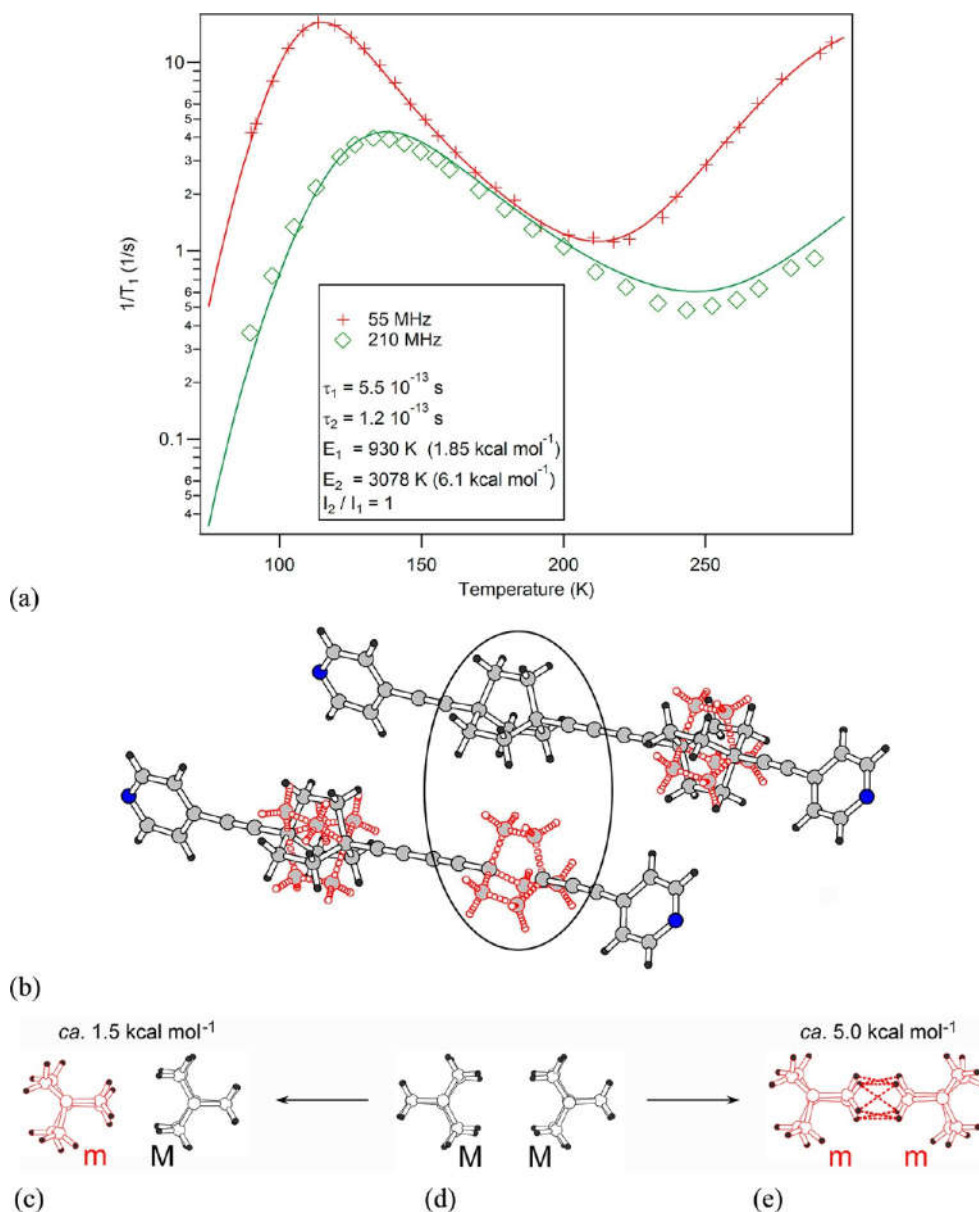 10
6
4
3
2
1
6
5
4
3
2
0.1
6
5
4
1/T₁ (1/s)
55 MHz
210 MHz
τ₁ = 5.5 10⁻¹³ s
τ₂ = 1.2 10⁻¹³ s
E₁ = 930 K (1.85 kcal mol⁻¹)
E₂ = 3078 K (6.1 kcal mol⁻¹)
I₂ / I₁ = 1
100 150 200 250
Temperature (K)
(a)
(b)
ca. 1.5 kcal mol⁻¹ ca. 5.0 kcal mol⁻¹
m M M M m m
(c) (d) (e)